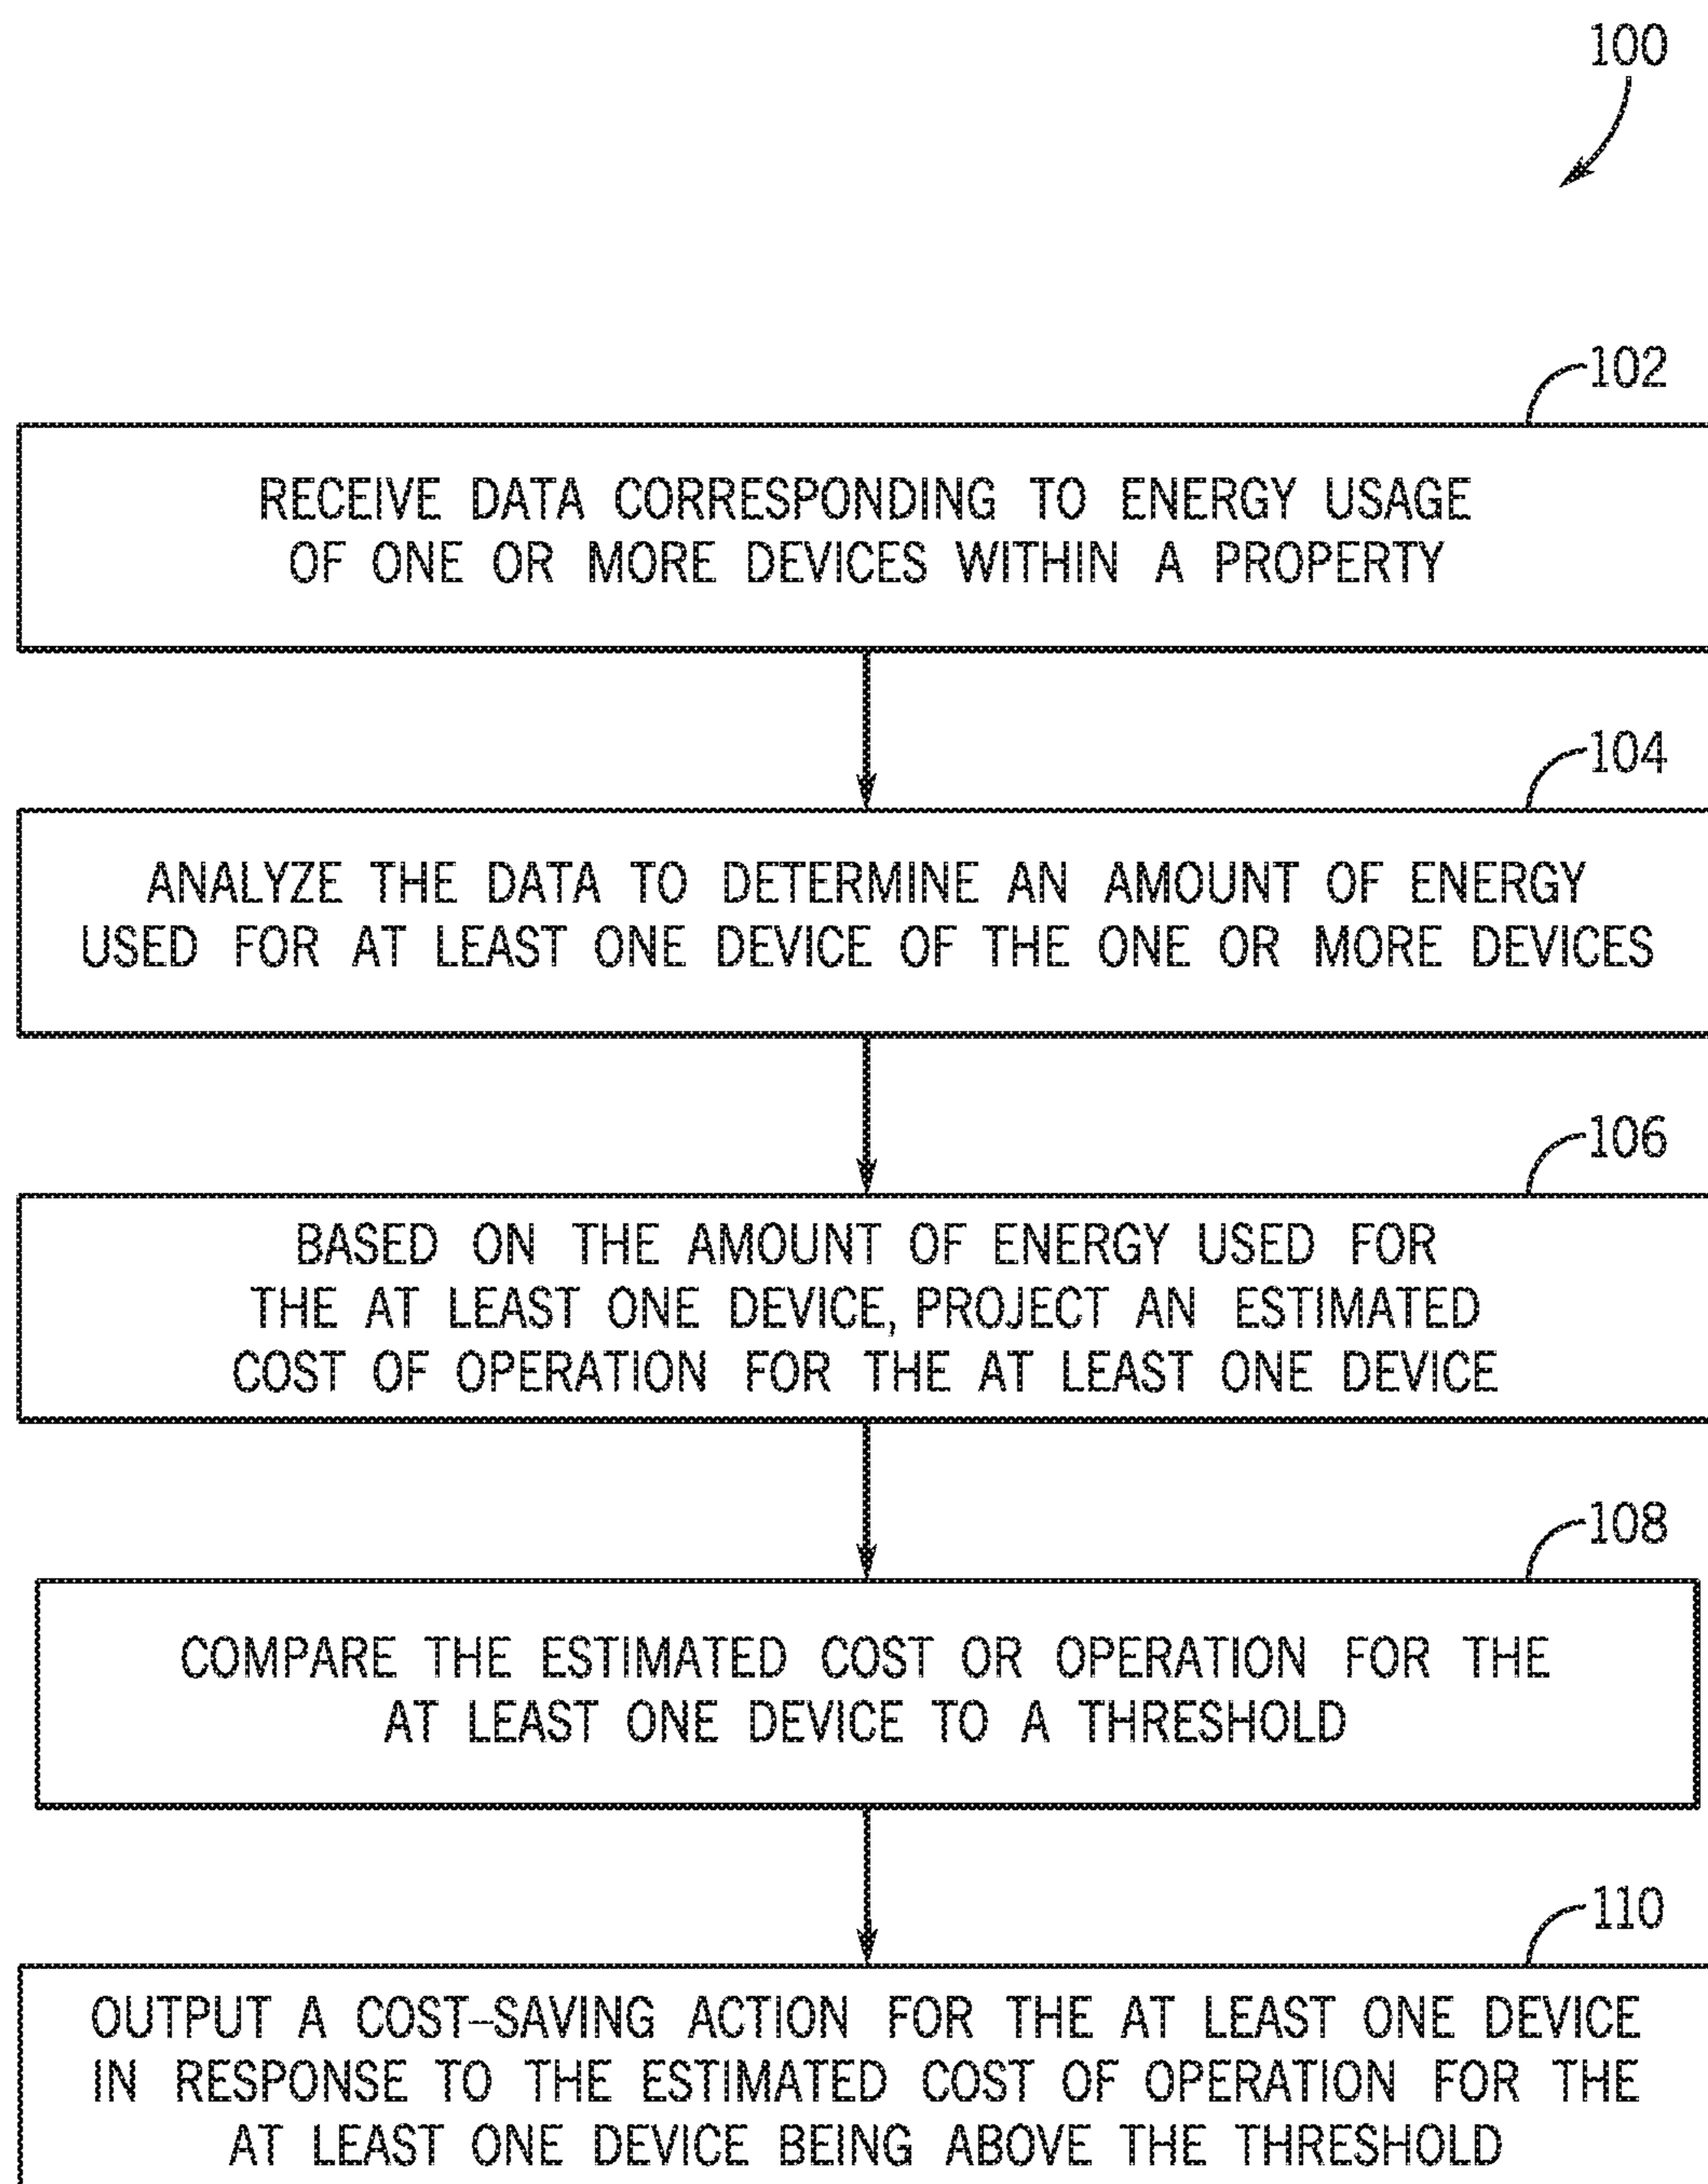 100
102
RECEIVE DATA CORRESPONDING TO ENERGY USAGE
OF ONE OR MORE DEVICES WITHIN A PROPERTY
104
ANALYZE THE DATA TO DETERMINE AN AMOUNT OF ENERGY
USED FOR AT LEAST ONE DEVICE OF THE ONE OR MORE DEVICES
106
BASED ON THE AMOUNT OF ENERGY USED FOR
THE AT LEAST ONE DEVICE, PROJECT AN ESTIMATED
COST OF OPERATION FOR THE AT LEAST ONE DEVICE
108
COMPARE THE ESTIMATED COST OR OPERATION FOR THE
AT LEAST ONE DEVICE TO A THRESHOLD
110
OUTPUT A COST-SAVING ACTION FOR THE AT LEAST ONE DEVICE
IN RESPONSE TO THE ESTIMATED COST OF OPERATION FOR THE
AT LEAST ONE DEVICE BEING ABOVE THE THRESHOLD